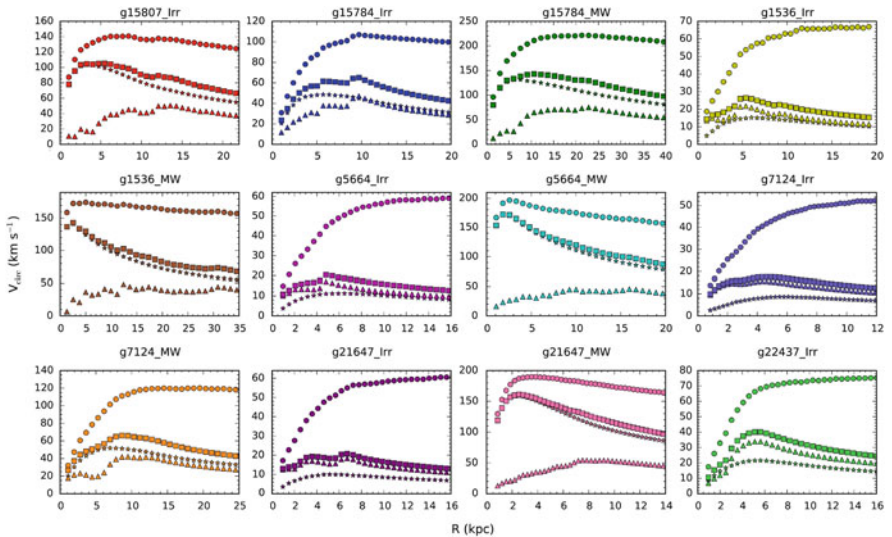 g15807_Irr g15784_Irr g15784_MW g1536_Irr
160 140 120 100 80 60 40 20 0
0 5 10 15 20
120 100 80 60 40 20 0
0 5 10 15 20
250 200 150 100 50 0
0 5 10 15 20 25 30 35 40
70 60 50 40 30 20 10 0
0 5 10 15 20
g1536_MW g5664_Irr g5664_MW g7124_Irr
V_circ (km s⁻¹)
150 100 50 0
0 5 10 15 20 25 30 35
60 50 40 30 20 10 0
0 2 4 6 8 10 12 14 16
200 150 100 50 0
0 5 10 15 20
50 40 30 20 10 0
0 2 4 6 8 10 12
g7124_MW g21647_Irr g21647_MW g22437_Irr
140 120 100 80 60 40 20 0
0 5 10 15 20 25
60 50 40 30 20 10 0
0 2 4 6 8 10 12 14 16
200 150 100 50 0
0 2 4 6 8 10 12 14
80 70 60 50 40 30 20 10 0
0 2 4 6 8 10 12 14 16
R (kpc)